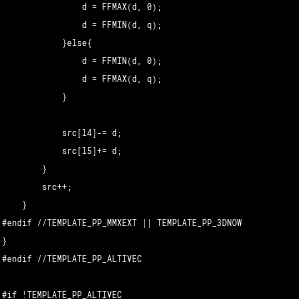 d = FFMAX(d, 0);
d = FFMIN(d, q);
}else{
d = FFMIN(d, 0);
d = FFMAX(d, q);
}
src[l4]-= d;
src[l5]+= d;
}
src++;
}
#endif //TEMPLATE_PP_MMXEXT || TEMPLATE_PP_3DNOW
}
#endif //TEMPLATE_PP_ALTIVEC
#if !TEMPLATE_PP_ALTIVEC